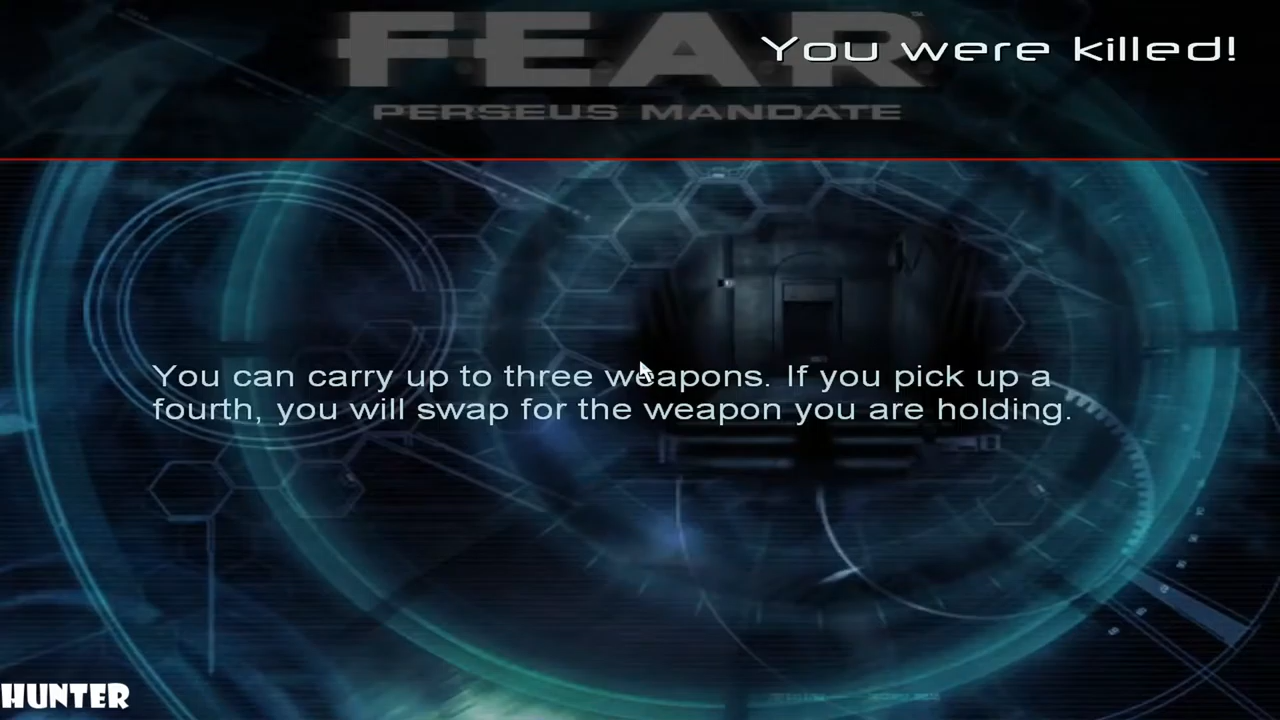 F.E.A.R.™
You were killed!
PERSEUS MANDATE
You can carry up to three weapons. If you pick up a
fourth, you will swap for the weapon you are holding.
HUNTER